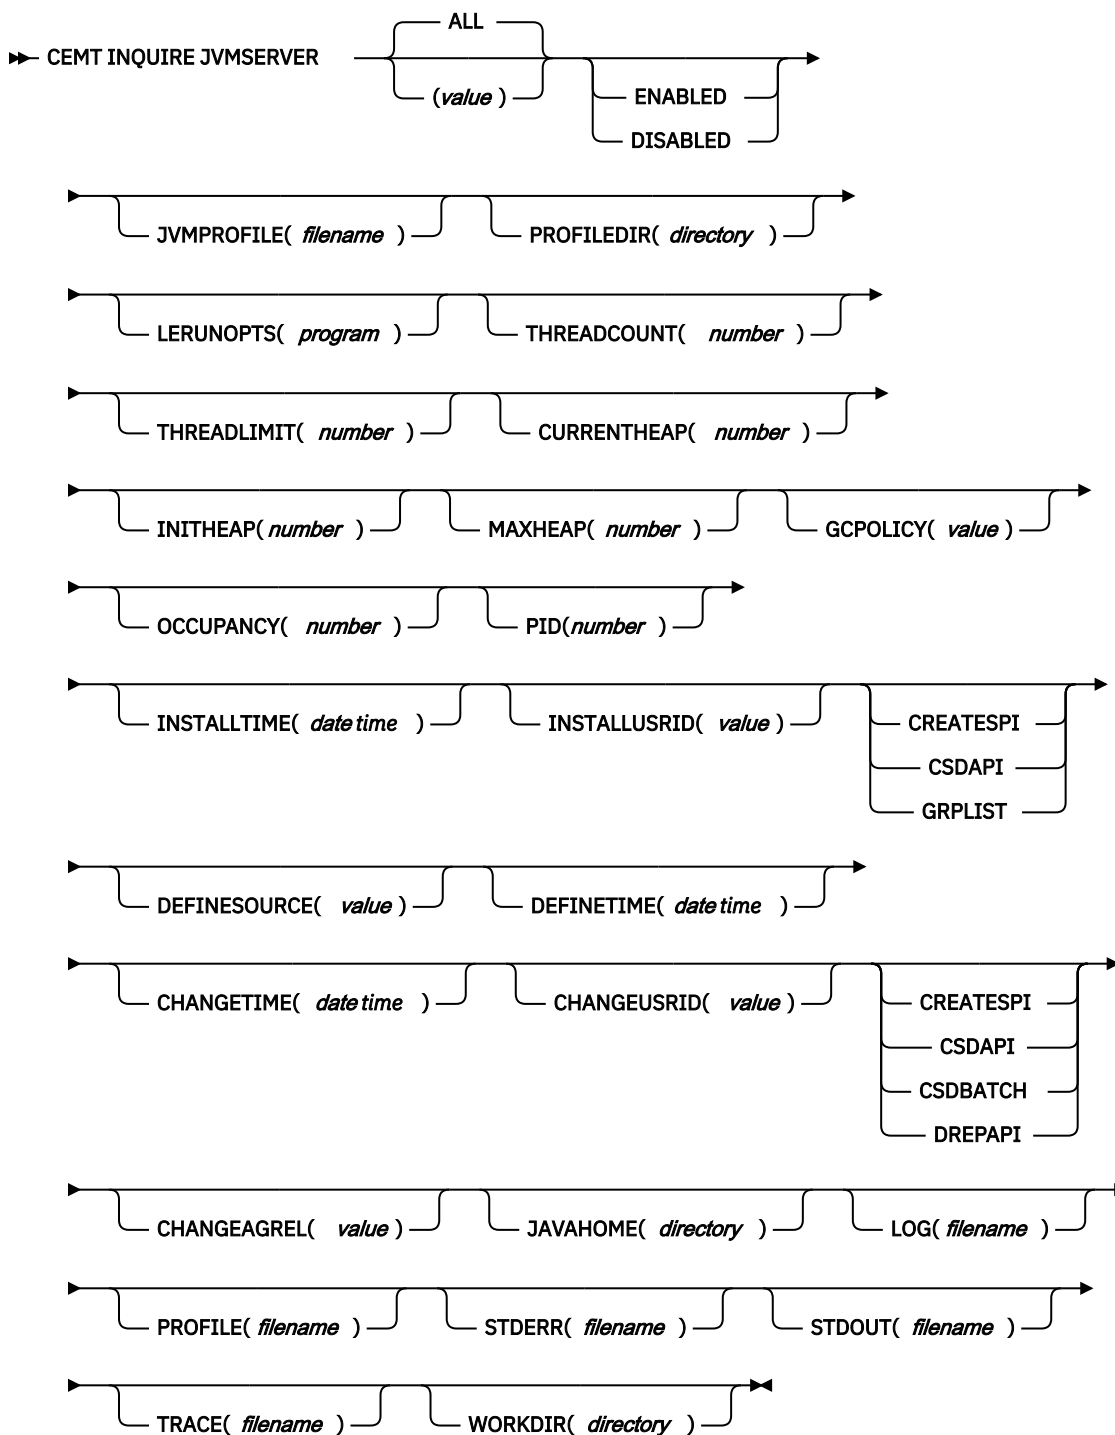 ALL
CEMT INQUIRE JVMSERVER
(value )
ENABLED
DISABLED
JVMPROFILE( filename ) PROFILEDIR( directory )
LERUNOPTS( program ) THREADCOUNT( number )
THREADLIMIT( number ) CURRENTHEAP( number )
INITHEAP( number ) MAXHEAP( number ) GCPOLICY( value )
OCCUPANCY( number ) PID(number )
INSTALLTIME( date time ) INSTALLUSRID( value ) CREATESPI
CSDAPI
GRPLIST
DEFINESOURCE( value ) DEFINETIME( date time )
CHANGETIME( date time ) CHANGEUSRID( value ) CREATESPI
CSDAPI
CSDBATCH
DREPAPI
CHANGEAGREL( value ) JAVAHOME( directory ) LOG( filename )
PROFILE( filename ) STDERR( filename ) STDOUT( filename )
TRACE( filename ) WORKDIR( directory )